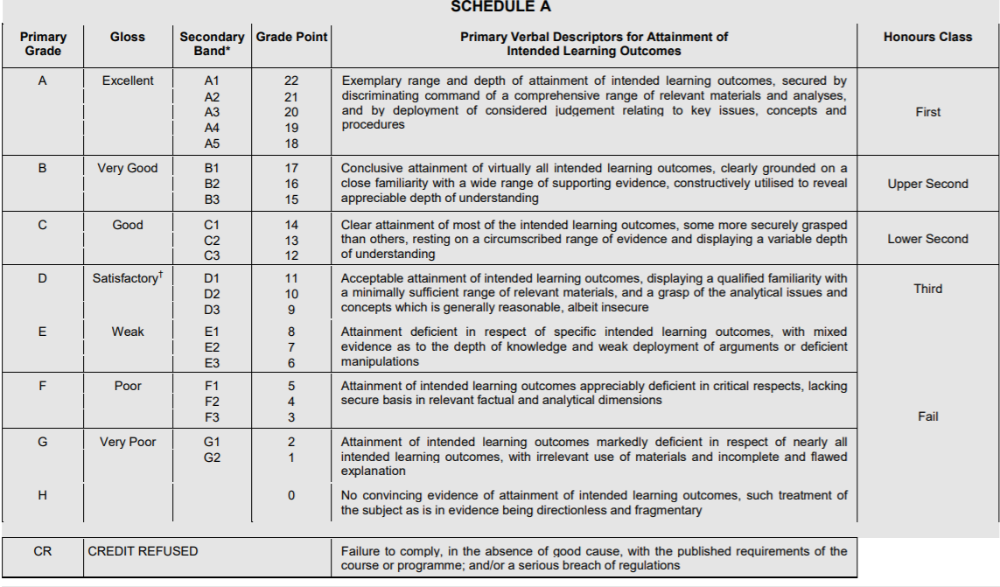 SCHEDULE A
Primary Grade Gloss Secondary Band* Grade Point Primary Verbal Descriptors for Attainment of Intended Learning Outcomes Honours Class
A Excellent A1 22 Exemplary range and depth of attainment of intended learning outcomes, secured by
A2 21 discriminating command of a comprehensive range of relevant materials and analyses,
A3 20 and by deployment of considered judgement relating to key issues, concepts and First
A4 19 procedures
A5 18
B Very Good B1 17 Conclusive attainment of virtually all intended learning outcomes, clearly grounded on a
B2 16 close familiarity with a wide range of supporting evidence, constructively utilised to reveal Upper Second
B3 15 appreciable depth of understanding
C Good C1 14 Clear attainment of most of the intended learning outcomes, some more securely grasped
C2 13 than others, resting on a circumscribed range of evidence and displaying a variable depth Lower Second
C3 12 of understanding
D Satisfactory† D1 11 Acceptable attainment of intended learning outcomes, displaying a qualified familiarity with
D2 10 a minimally sufficient range of relevant materials, and a grasp of the analytical issues and Third
D3 9 concepts which is generally reasonable, albeit insecure
E Weak E1 8 Attainment deficient in respect of specific intended learning outcomes, with mixed
E2 7 evidence as to the depth of knowledge and weak deployment of arguments or deficient
E3 6 manipulations
F Poor F1 5 Attainment of intended learning outcomes appreciably deficient in critical respects, lacking
F2 4 secure basis in relevant factual and analytical dimensions
F3 3 Fail
G Very Poor G1 2 Attainment of intended learning outcomes markedly deficient in respect of nearly all
G2 1 intended learning outcomes, with irrelevant use of materials and incomplete and flawed
explanation
H 0 No convincing evidence of attainment of intended learning outcomes, such treatment of
the subject as is in evidence being directionless and fragmentary
CR CREDIT REFUSED Failure to comply, in the absence of good cause, with the published requirements of the
course or programme; and/or a serious breach of regulations